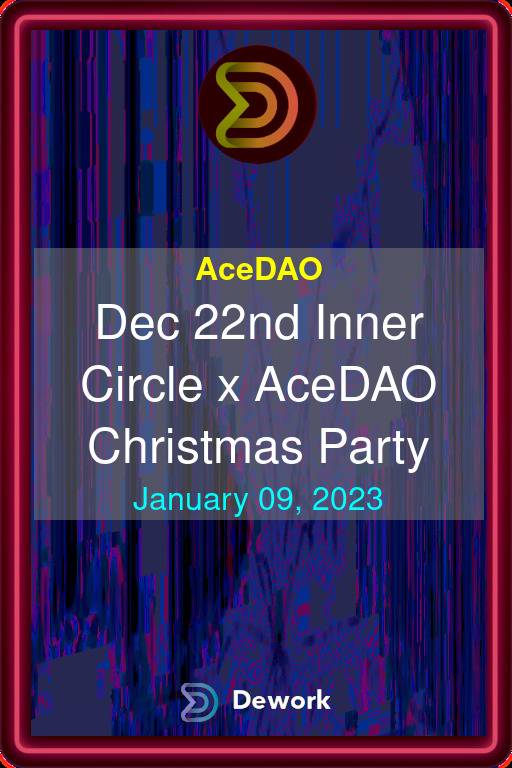 AceDAO
Dec 22nd Inner
Circle x AceDAO
Christmas Party
January 09, 2023
Dework